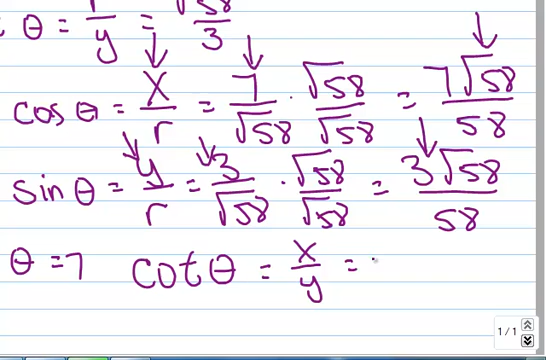 θ = r/y = √58/3
cos θ = x/r = 7/√58 · √58/√58 = 7√58/58
sin θ = y/r = 3/√58 · √58/√58 = 3√58/58
θ = 7 cot θ = x/y =
1 / 1